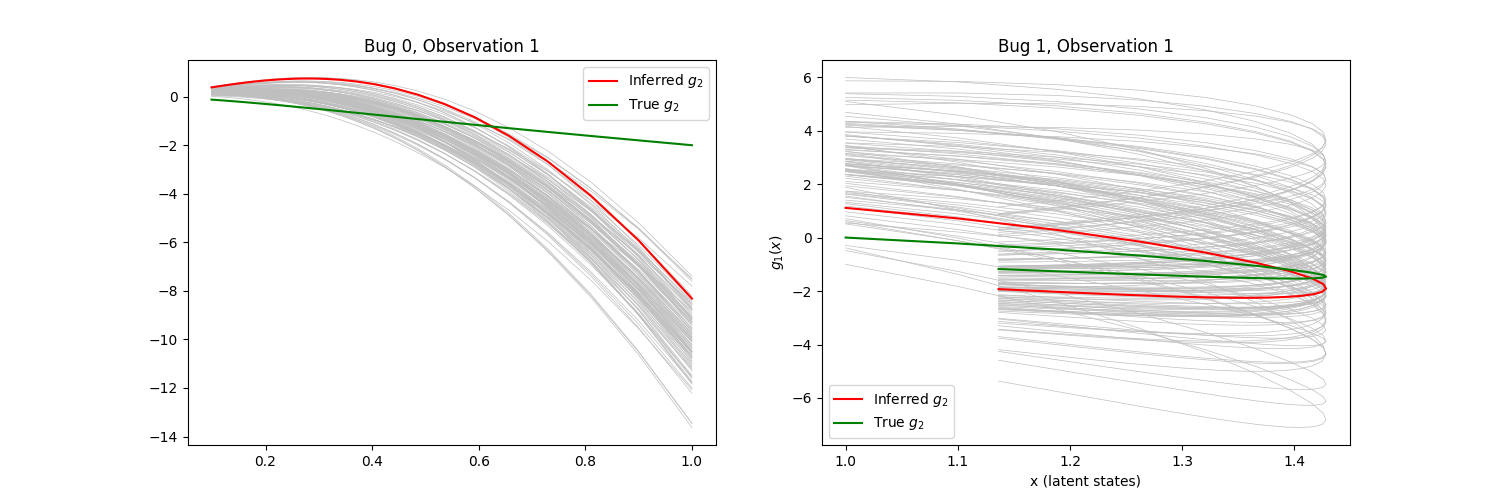 Bug 0, Observation 1
Inferred g₂
True g₂
0
−2
−4
−6
−8
−10
−12
−14
0.2 0.4 0.6 0.8 1.0
Bug 1, Observation 1
g₁(x)
6
4
2
0
−2
−4
−6
Inferred g₂
True g₂
1.0 1.1 1.2 1.3 1.4
x (latent states)